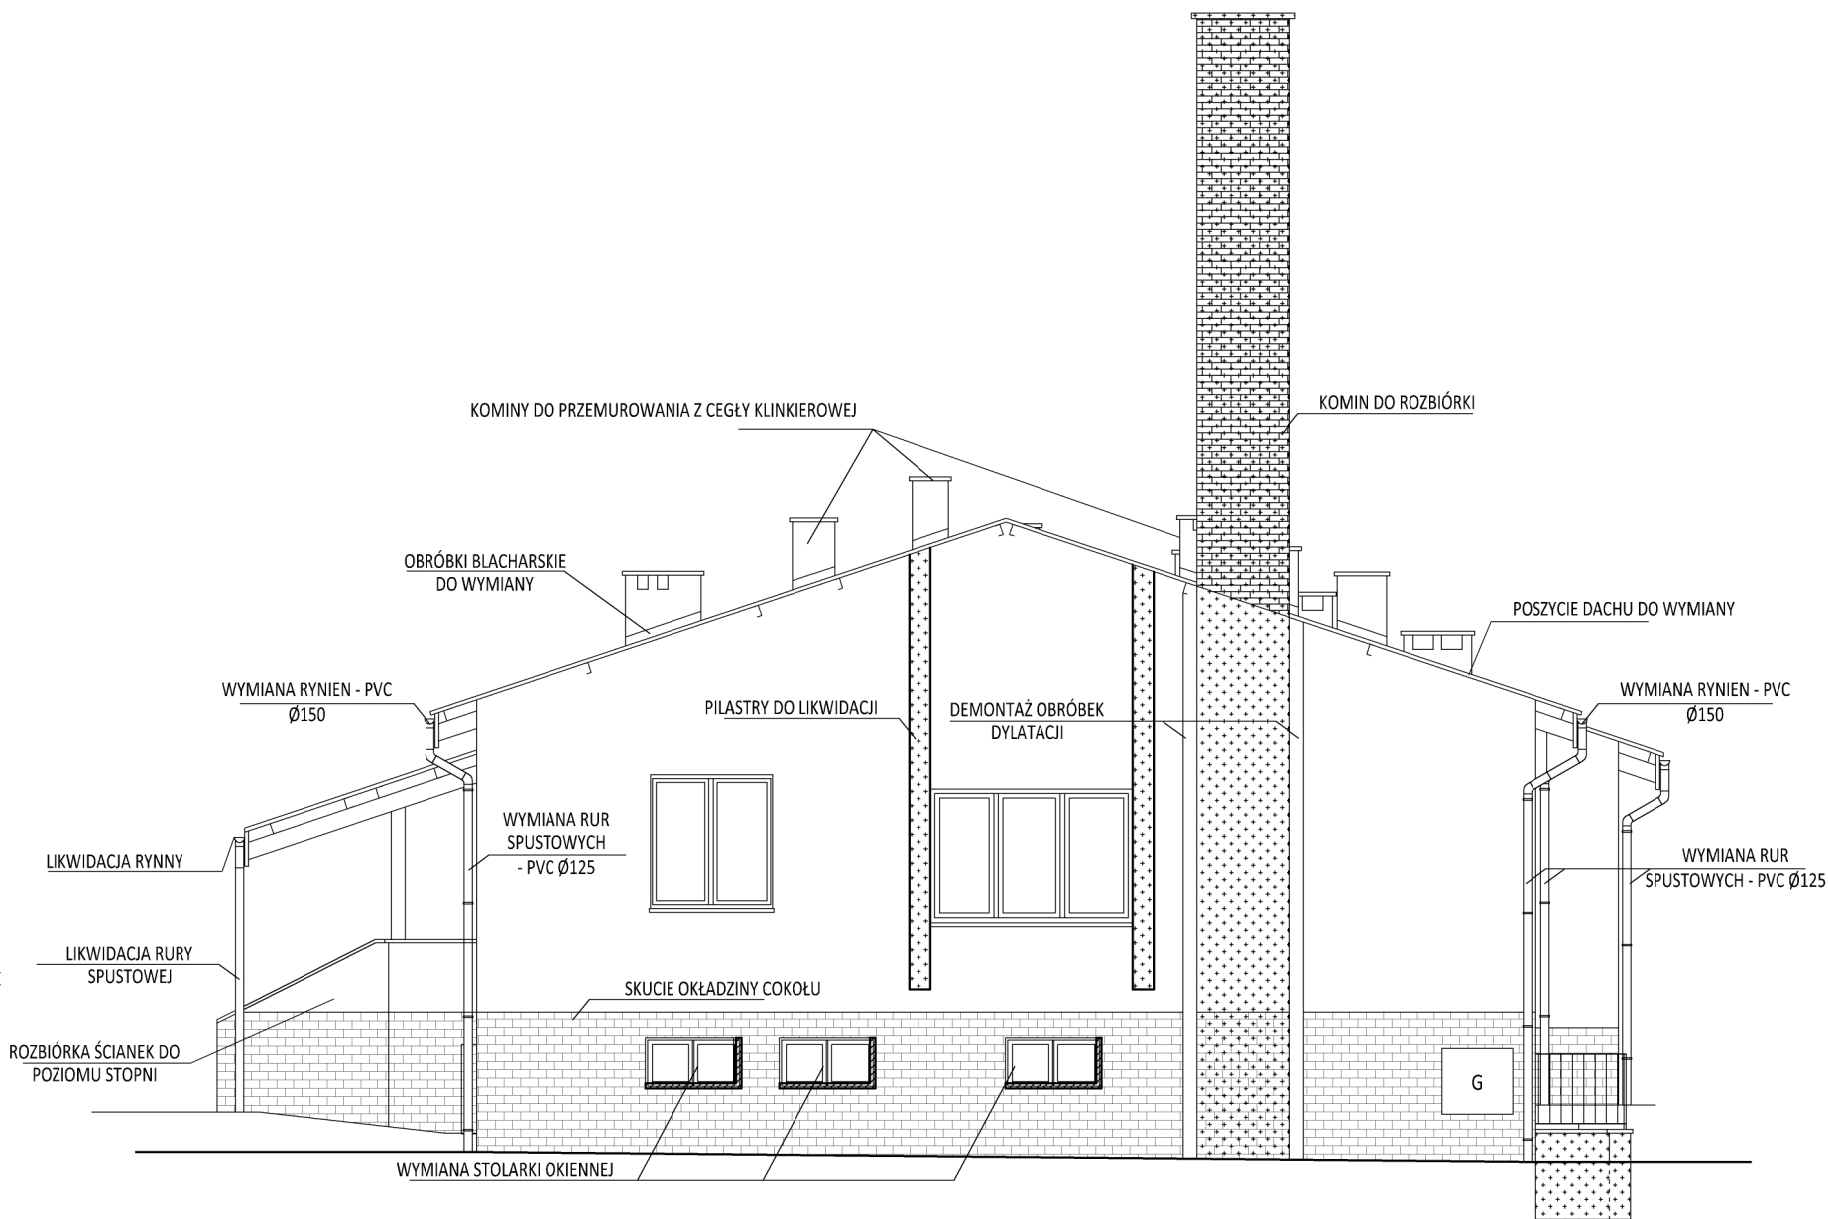 KOMINY DO PRZEMUROWANIA Z CEGŁY KLINKIEROWEJ
KOMIN DO ROZBIÓRKI
OBRÓBKI BLACHARSKIE
DO WYMIANY
POSZYCIE DACHU DO WYMIANY
WYMIANA RYNIEN - PVC
Ø150
PILASTRY DO LIKWIDACJI
DEMONTAŻ OBRÓBEK
DYLATACJI
WYMIANA RYNIEN - PVC
Ø150
WYMIANA RUR
SPUSTOWYCH
- PVC Ø125
LIKWIDACJA RYNNY
WYMIANA RUR
SPUSTOWYCH - PVC Ø125
LIKWIDACJA RURY
SPUSTOWEJ
SKUCIE OKŁADZINY COKOŁU
ROZBIÓRKA ŚCIANEK DO
POZIOMU STOPNI
G
WYMIANA STOLARKI OKIENNEJ